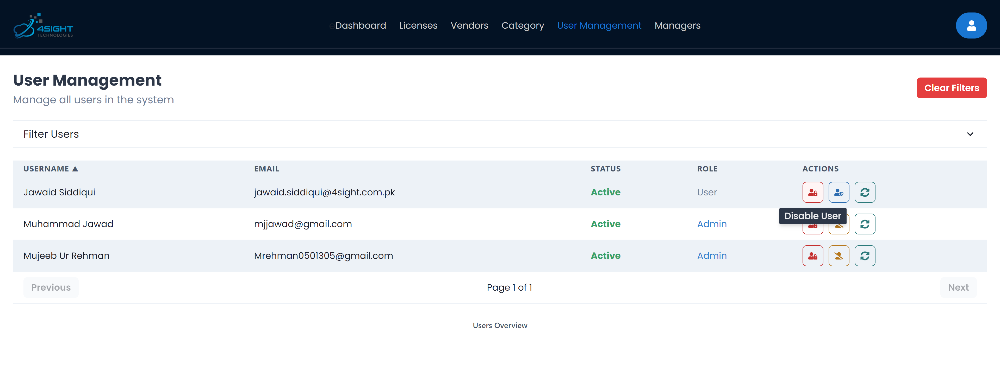 4SIGHT
TECHNOLOGIES
eDashboard Licenses Vendors Category User Management Managers
User Management
Manage all users in the system
Clear Filters
Filter Users
USERNAME ▲ EMAIL STATUS ROLE ACTIONS
Jawaid Siddiqui jawaid.siddiqui@4sight.com.pk Active User
Disable User
Muhammad Jawad mjjawad@gmail.com Active Admin
Mujeeb Ur Rehman Mrehman0501305@gmail.com Active Admin
Previous Page 1 of 1 Next
Users Overview